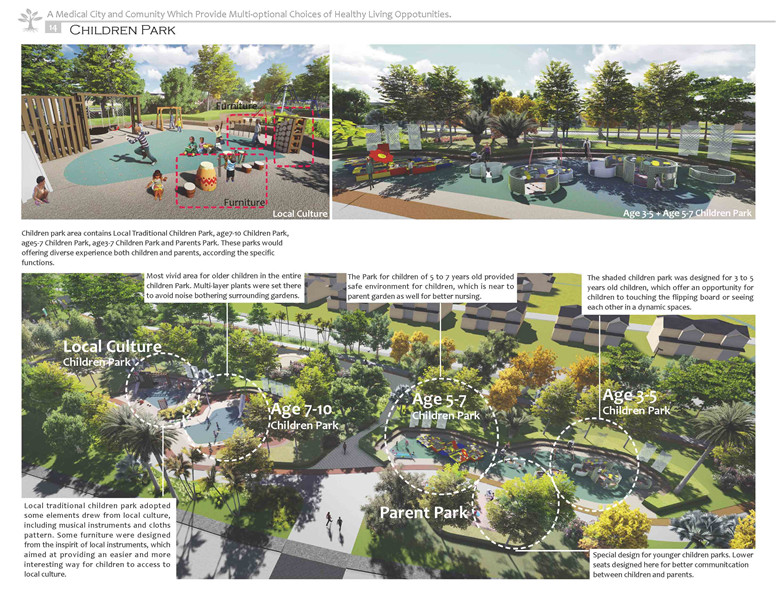 A Medical City and Comunity Which Provide Multi-optional Choices of Healthy Living Oppotunities.
14 CHILDREN PARK
Furniture
Furniture
Local Culture
Age 3-5 + Age 5-7 Children Park
Children park area contains Local Traditional Children Park, age7-10 Children Park,
age5-7 Children Park, age3-7 Children Park and Parents Park. These parks would
offering diverse experience both children and parents, according the specific
functions.
Most vivid area for older children in the entire
children Park. Multi-layer plants were set there
to avoid noise bothering surrounding gardens.
The Park for children of 5 to 7 years old provided
safe environment for children, which is near to
parent garden as well for better nursing.
The shaded children park was designed for 3 to 5
years old children, which offer an opportunity for
children to touching the flipping board or seeing
each other in a dynamic spaces.
Local Culture
Children Park
Age 7-10
Children Park
Age 5-7
Children Park
Age 3-5
Children Park
Parent Park
Local traditional children park adopted
some elements drew from local culture,
including musical instruments and cloths
pattern. Some furniture were designed
from the inspirit of local instruments, which
aimed at providing an easier and more
interesting way for children to access to
local culture.
Special design for younger children parks. Lower
seats designed here for better communitcation
between children and parents.